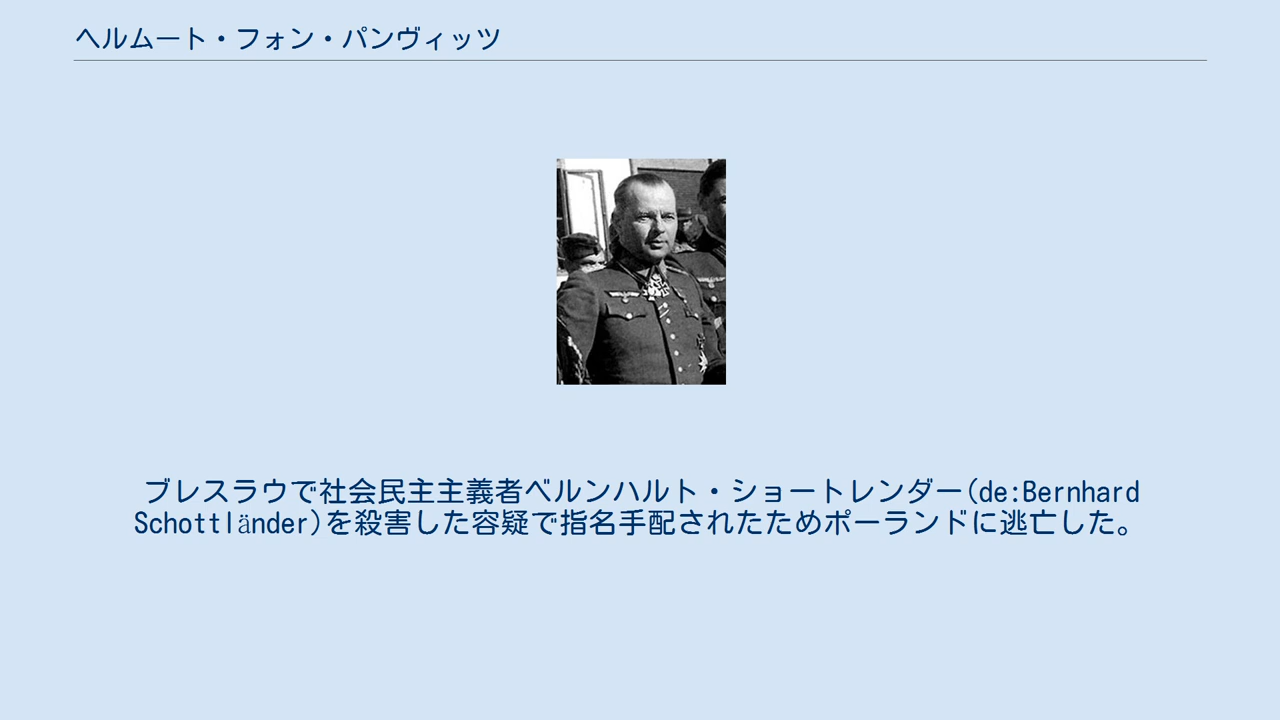 ヘルムート・フォン・パンヴィッツ
ブレスラウで社会民主主義者ベルンハルト・ショートレンダー(de:Bernhard
Schottländer)を殺害した容疑で指名手配されたためポーランドに逃亡した。